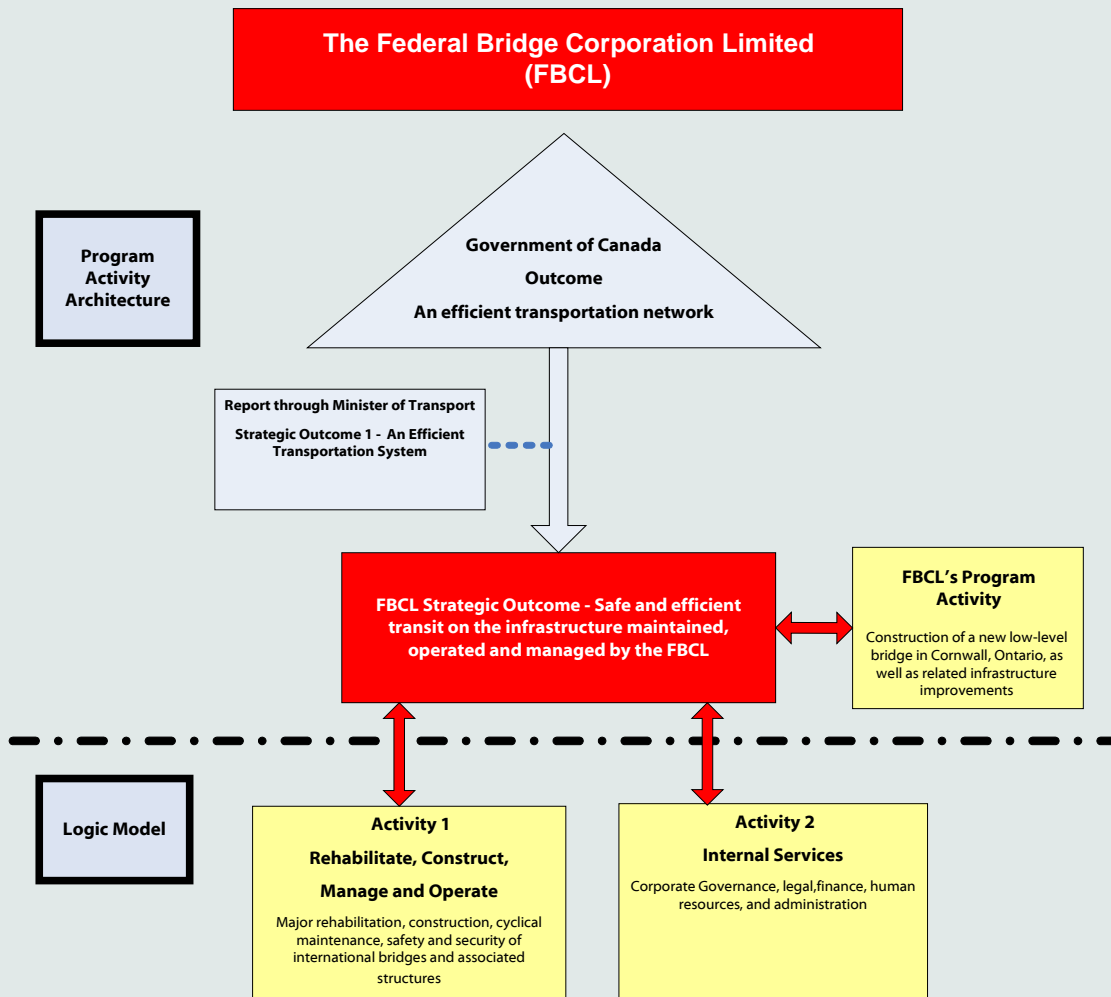 The Federal Bridge Corporation Limited
(FBCL)
Program
Activity
Architecture
Government of Canada
Outcome
An efficient transportation network
Report through Minister of Transport
Strategic Outcome 1 - An Efficient
Transportation System
FBCL Strategic Outcome - Safe and efficient
transit on the infrastructure maintained,
operated and managed by the FBCL
FBCL's Program
Activity
Construction of a new low-level
bridge in Cornwall, Ontario, as
well as related infrastructure
improvements
Logic Model
Activity 1
Rehabilitate, Construct,
Manage and Operate
Major rehabilitation, construction, cyclical
maintenance, safety and security of
international bridges and associated
structures
Activity 2
Internal Services
Corporate Governance, legal,finance, human
resources, and administration